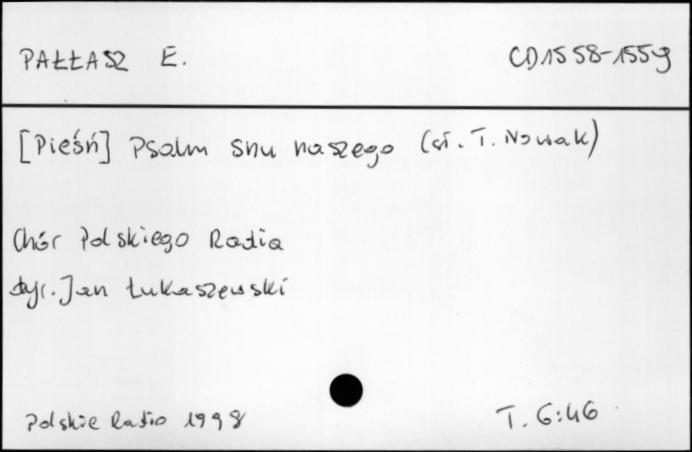 PAŁŁASZ E. CD1558-1559
[Pieśń] Psalm snu naszego (sł. T. Nowak)
Chór Polskiego Radia
dyr. Jan Łukaszewski
Polskie Radio 1998 T. 6:46